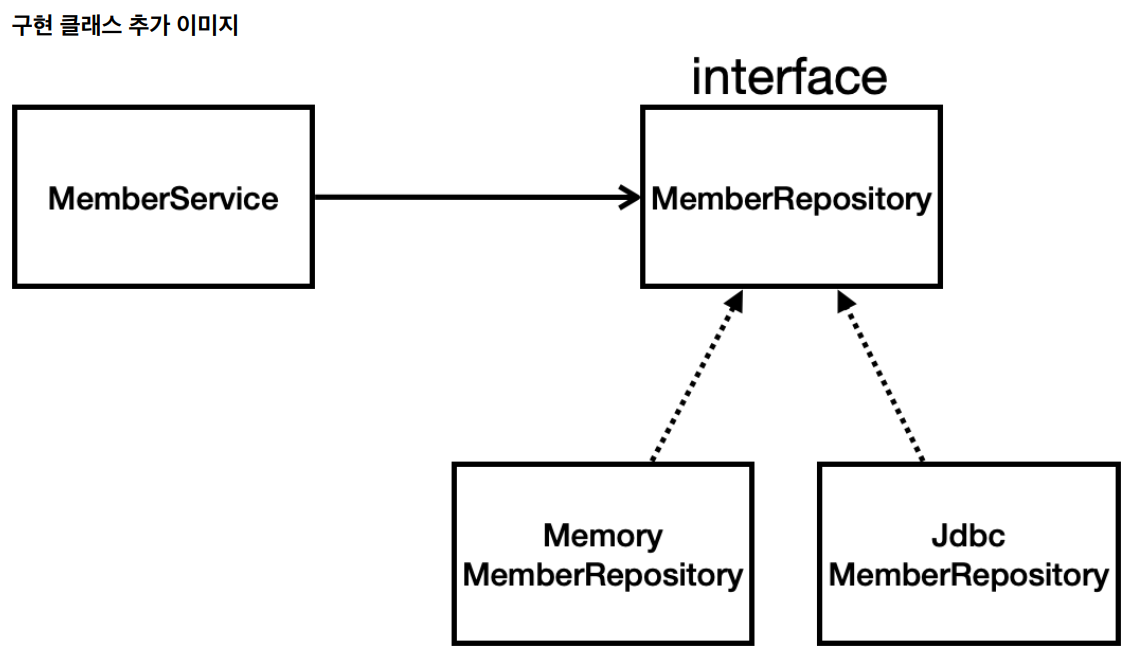 구현 클래스 추가 이미지
interface
MemberService
MemberRepository
Memory
MemberRepository
Jdbc
MemberRepository